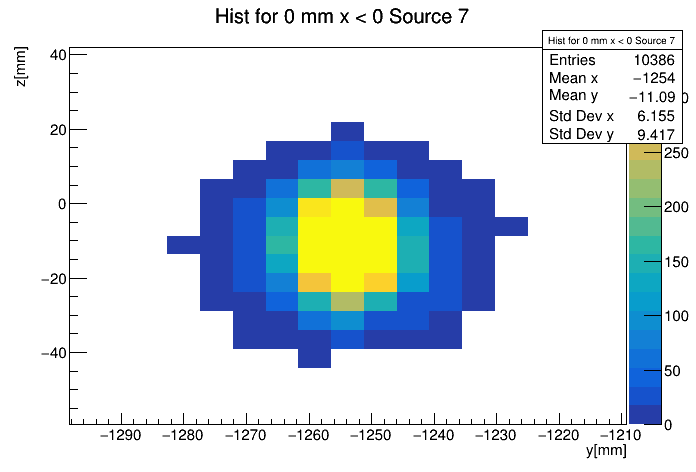 Hist for 0 mm x < 0 Source 7
Hist for 0 mm x < 0 Source 7
Entries 10386
Mean x −1254
Mean y −11.09
Std Dev x 6.155
Std Dev y 9.417
z[mm]
40
20
0
−20
−40
−1290 −1280 −1270 −1260 −1250 −1240 −1230 −1220 −1210
y[mm]
250
200
150
100
50
0